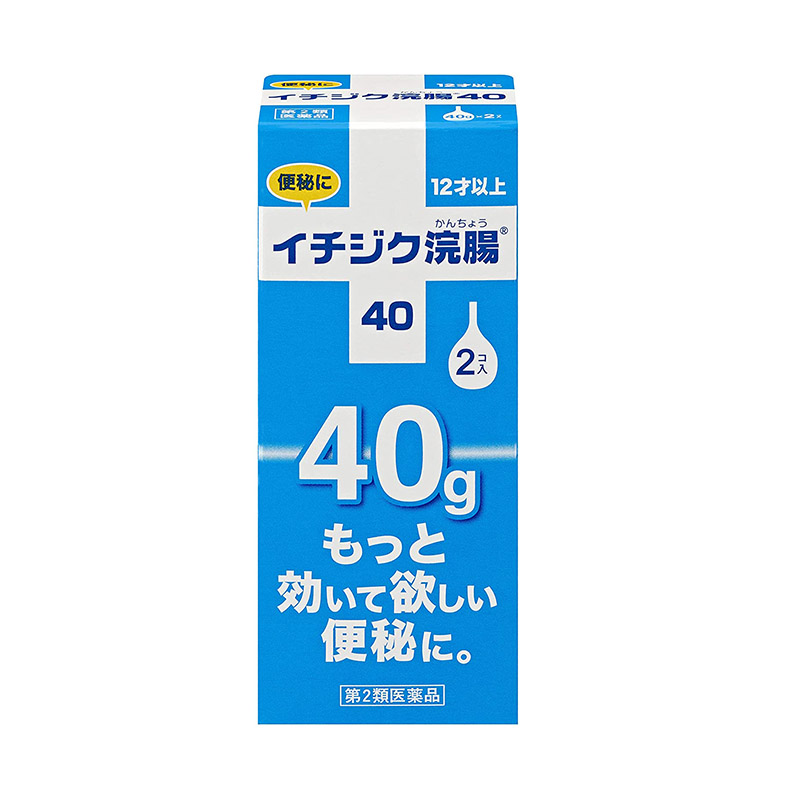 便秘に
12才以上
イチジク浣腸40
第2類
医薬品
40g×2コ
便秘に
12才以上
かんちょう
イチジク浣腸®
40
2コ入
40g
もっと
効いて欲しい
便秘に。
第2類医薬品